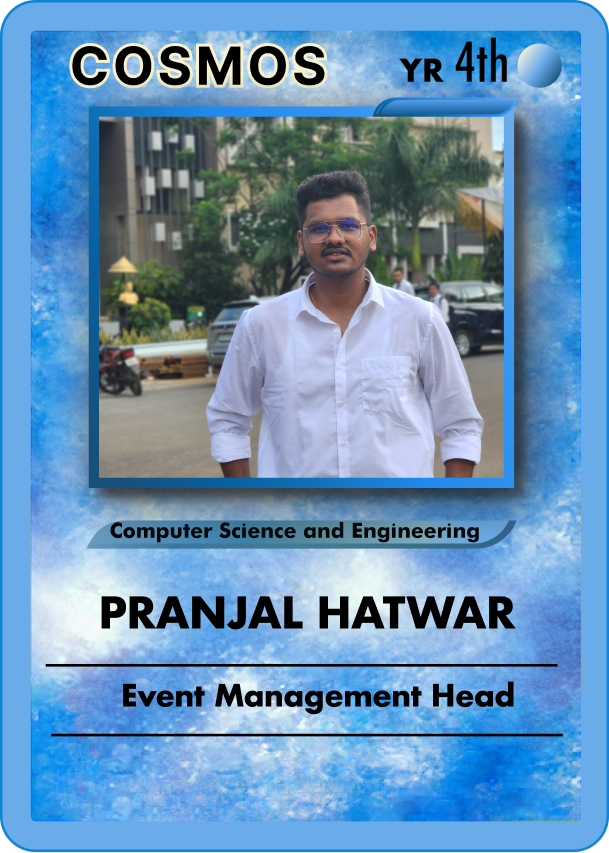 COSMOS
YR 4th
Computer Science and Engineering
PRANJAL HATWAR
Event Management Head